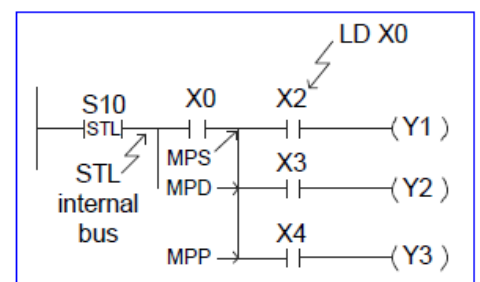 LD X0
S10
X0
X2
STL
(Y1)
MPS
STL
internal
bus
X3
MPD
(Y2)
X4
MPP
(Y3)